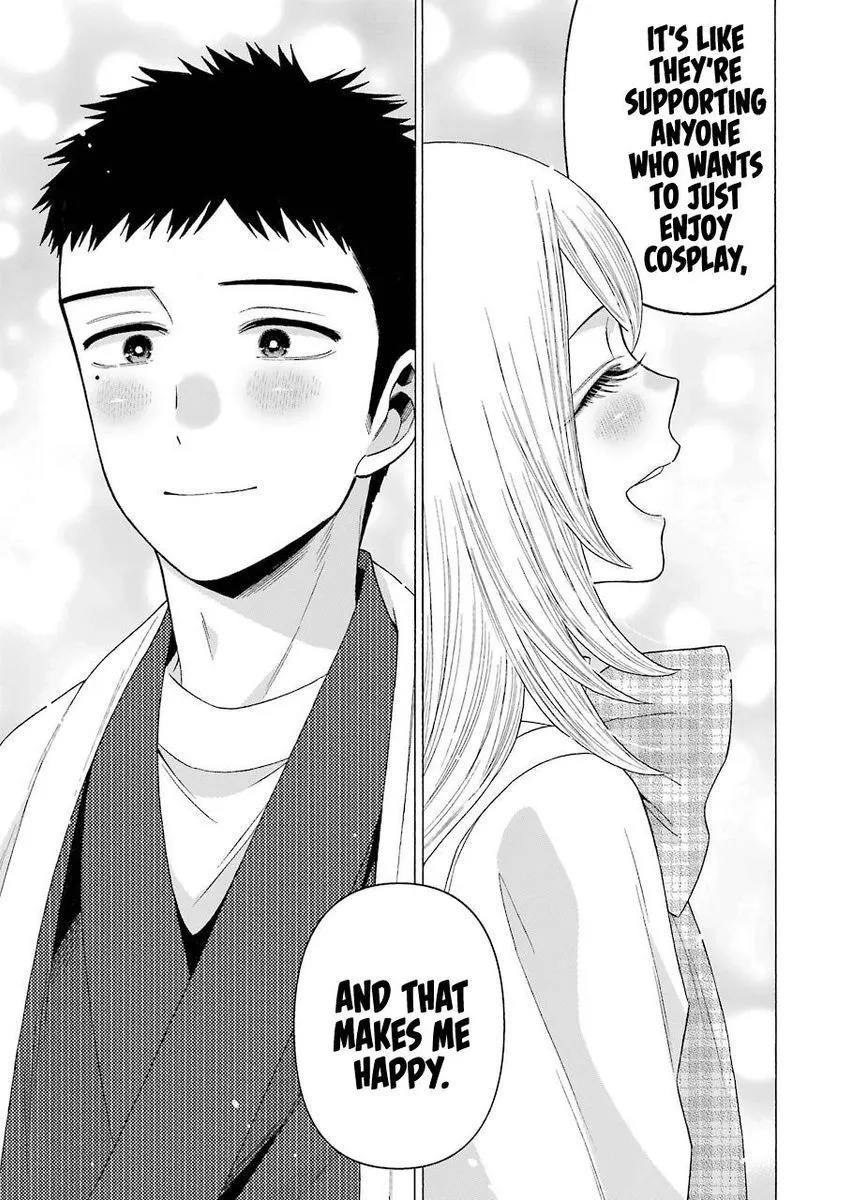 IT'S LIKE
THEY'RE
SUPPORTING
ANYONE
WHO WANTS
TO JUST
ENJOY
COSPLAY,
AND THAT
MAKES ME
HAPPY.